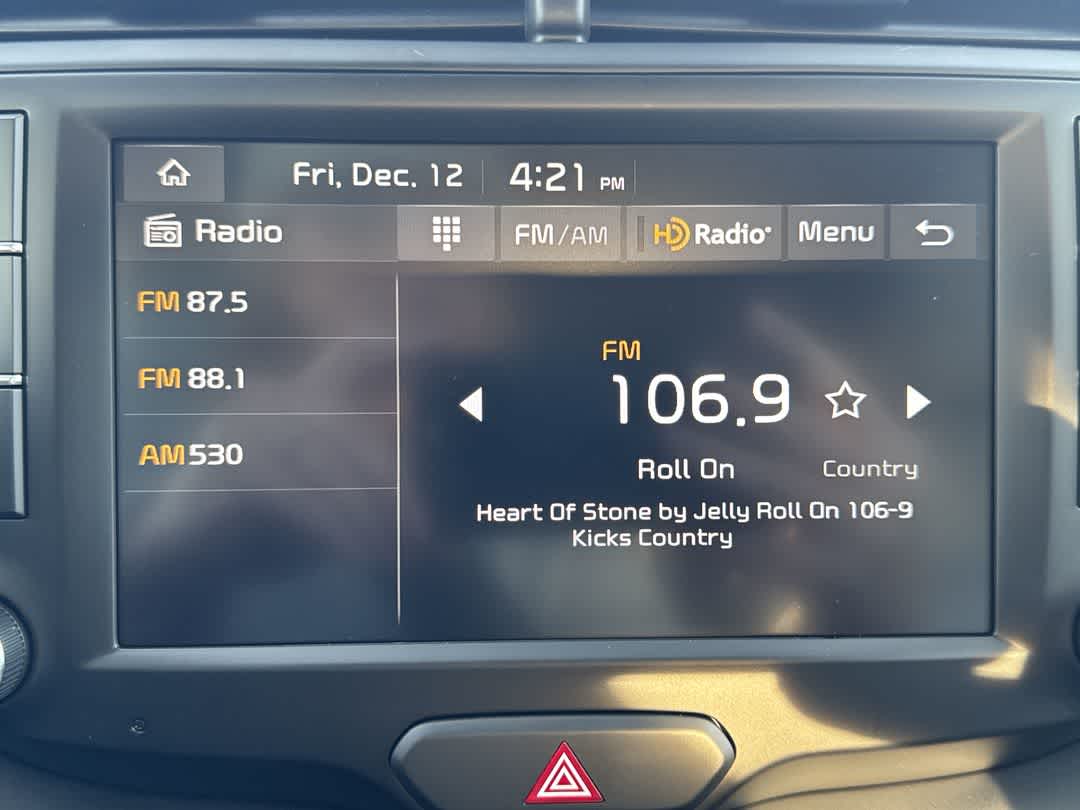 Fri, Dec. 12 4:21 PM
Radio FM/AM HD Radio Menu
FM 87.5
FM 88.1
AM 530
FM
106.9
Roll On Country
Heart Of Stone by Jelly Roll On 106-9
Kicks Country